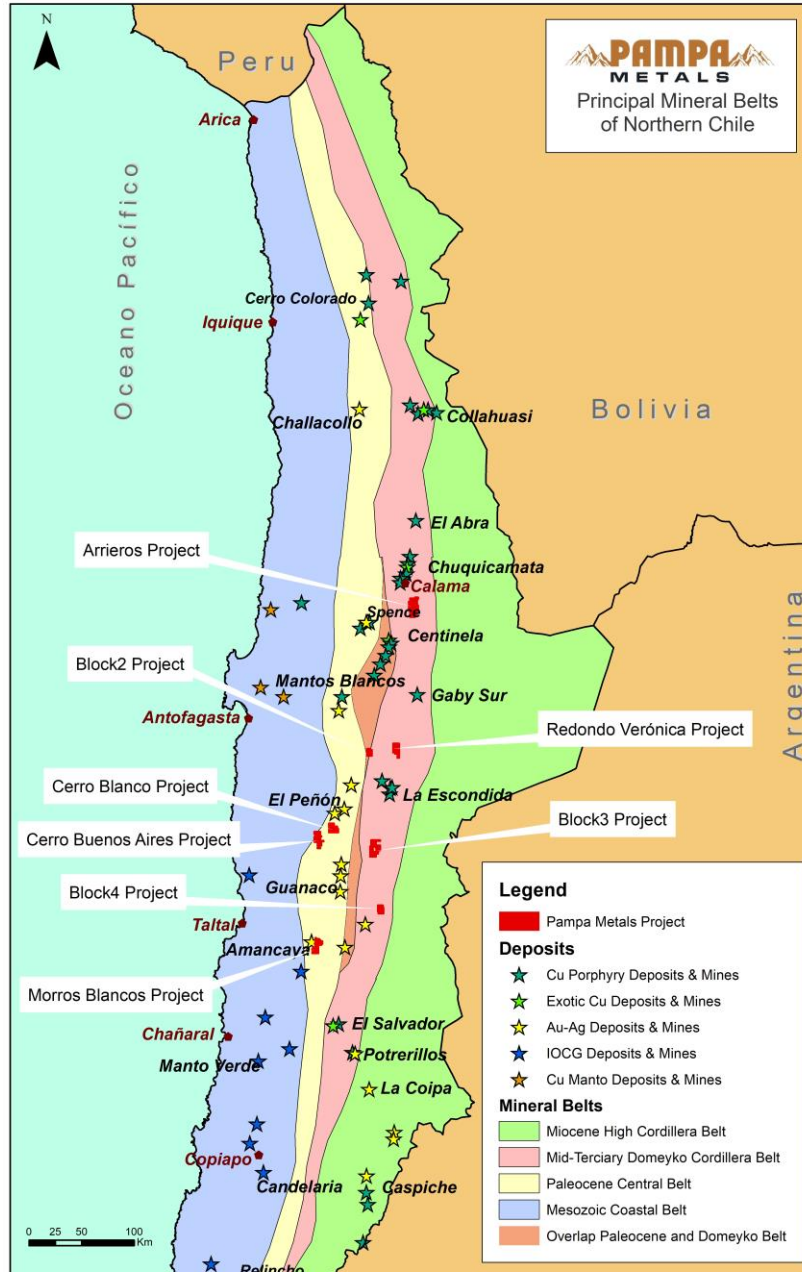 N
PAMPA
METALS
Principal Mineral Belts
of Northern Chile
Peru
Arica
Oceano Pacífico
Cerro Colorado
Iquique
Bolivia
Challacollo
Collahuasi
El Abra
Arrieros Project
Chuquicamata
Calama
Spence
Centinela
Argentina
Block2 Project
Mantos Blancos
Gaby Sur
Antofagasta
Redondo Verónica Project
Cerro Blanco Project
El Peñón
La Escondida
Cerro Buenos Aires Project
Block3 Project
Block4 Project
Guanaco
Taltal
Amancaya
Morros Blancos Project
El Salvador
Chañaral
Manto Verde
Potrerillos
La Coipa
Copiapo
Candelaria
Caspiche
Relincho
0 25 50 100
Km
Legend
Pampa Metals Project
Deposits
Cu Porphyry Deposits & Mines
Exotic Cu Deposits & Mines
Au-Ag Deposits & Mines
IOCG Deposits & Mines
Cu Manto Deposits & Mines
Mineral Belts
Miocene High Cordillera Belt
Mid-Terciary Domeyko Cordillera Belt
Paleocene Central Belt
Mesozoic Coastal Belt
Overlap Paleocene and Domeyko Belt